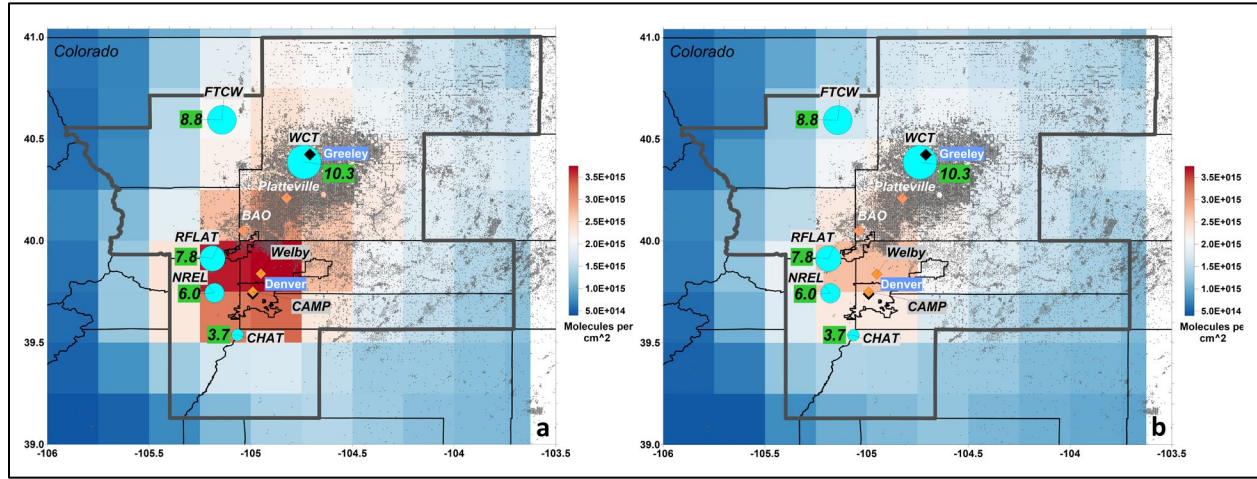 41.0
Colorado
FTCW
8.8
40.5
WCT
Greeley
10.3
Platteville
BAO
40.0
RFLAT
7.8
Welby
NREL
6.0
Denver
CAMP
3.7
CHAT
39.5
39.0
a
-106
-105.5
-105
-104.5
-104
-103.5
3.5E+015
3.0E+015
2.5E+015
2.0E+015
1.5E+015
1.0E+015
5.0E+014
Molecules per
cm^2
41.0
Colorado
FTCW
8.8
40.5
WCT
Greeley
10.3
Platteville
BAO
40.0
RFLAT
7.8
Welby
NREL
6.0
Denver
CAMP
3.7
CHAT
39.5
39.0
b
-106
-105.5
-105
-104.5
-104
-103.5
3.5E+015
3.0E+015
2.5E+015
2.0E+015
1.5E+015
1.0E+015
5.0E+014
Molecules pe
cm^2